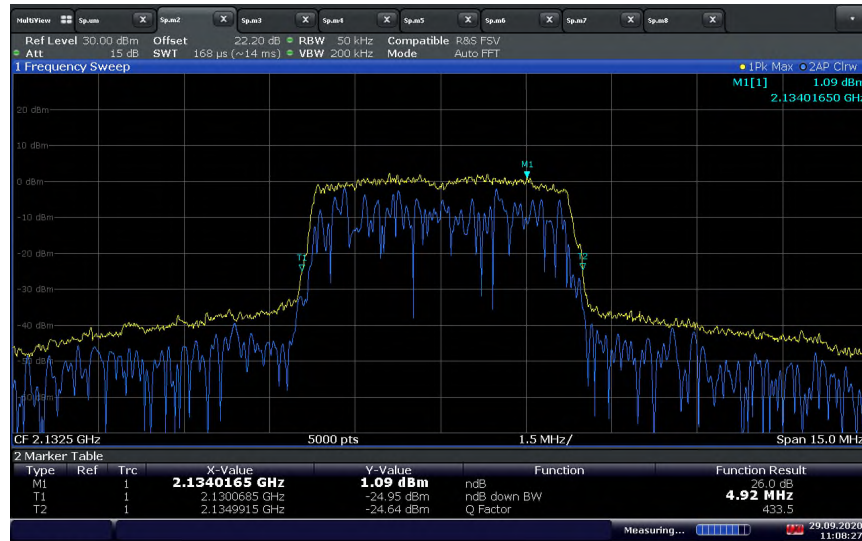 MultiView Sp.em X Sp.m2 X Sp.m3 X Sp.m4 X Sp.m5 X Sp.m6 X Sp.m7 X Sp.m8 X
Ref Level 30.00 dBm Offset 22.20 dB RBW 50 kHz Compatible R&S FSV
Att 15 dB SWT 168 µs (~14 ms) VBW 200 kHz Mode Auto FFT
1 Frequency Sweep 1Pk Max 2AP Clrw
M1[1] 1.09 dBm
2.13401650 GHz
20 dBm
10 dBm
M1
0 dBm
-10 dBm
-20 dBm
T1 T2
-30 dBm
-40 dBm
-50 dBm
-60 dBm
CF 2.1325 GHz 5000 pts 1.5 MHz/ Span 15.0 MHz
2 Marker Table
Type Ref Trc X-Value Y-Value Function Function Result
M1 1 2.1340165 GHz 1.09 dBm ndB 26.0 dB
T1 1 2.1300685 GHz -24.95 dBm ndB down BW 4.92 MHz
T2 1 2.1349915 GHz -24.64 dBm Q Factor 433.5
Measuring... 29.09.2020
11:08:27